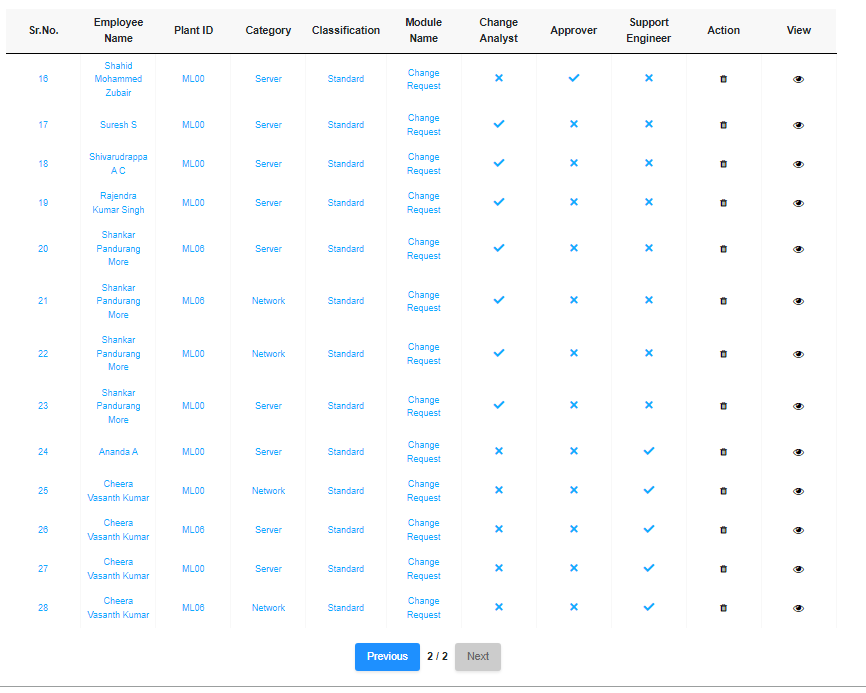 Sr.No. Employee Name Plant ID Category Classification Module Name Change Analyst Approver Support Engineer Action View
16 Shahid Mohammed Zubair ML00 Server Standard Change Request
17 Suresh S ML00 Server Standard Change Request
18 Shivarudrappa A C ML00 Server Standard Change Request
19 Rajendra Kumar Singh ML00 Server Standard Change Request
20 Shankar Pandurang More ML06 Server Standard Change Request
21 Shankar Pandurang More ML06 Network Standard Change Request
22 Shankar Pandurang More ML00 Network Standard Change Request
23 Shankar Pandurang More ML00 Server Standard Change Request
24 Ananda A ML00 Server Standard Change Request
25 Cheera Vasanth Kumar ML00 Network Standard Change Request
26 Cheera Vasanth Kumar ML06 Server Standard Change Request
27 Cheera Vasanth Kumar ML00 Server Standard Change Request
28 Cheera Vasanth Kumar ML06 Network Standard Change Request
Previous 2 / 2 Next